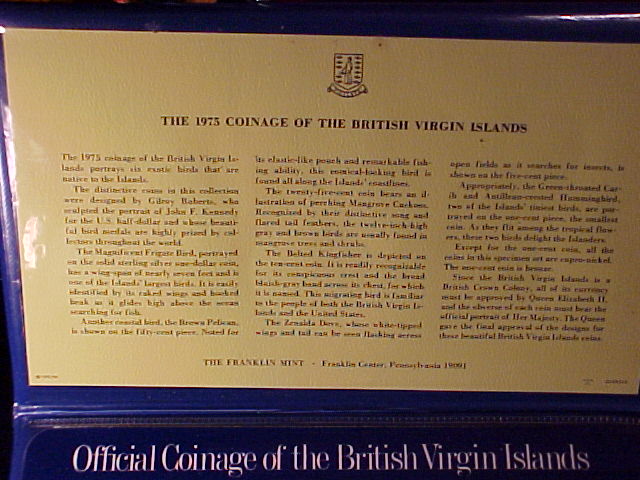 THE 1975 COINAGE OF THE BRITISH VIRGIN ISLANDS
The 1975 coinage of the British Virgin Is-
lands portrays six exotic birds that are
native to the Islands.
The distinctive coins in this collection
were designed by Gilroy Roberts, who
sculpted the portrait of John F. Kennedy
for the U.S. half-dollar and whose beauti-
ful bird medals are highly prized by col-
lectors throughout the world.
The Magnificent Frigate Bird, portrayed
on the solid sterling silver one-dollar coin,
has a wing-span of nearly seven feet and is
one of the Islands' largest birds. It is easily
identified by its raked wings and hooked
beak as it glides high above the ocean
searching for fish.
Another coastal bird, the Brown Pelican,
is shown on the fifty-cent piece. Noted for
its elastic-like pouch and remarkable fish-
ing ability, this comical-looking bird is
found all along the Islands' coastlines.
The twenty-five-cent coin bears an il-
lustration of perching Mangrove Cuckoos.
Recognized by their distinctive song and
flared tail feathers, the twelve-inch-high
gray and brown birds are usually found in
mangrove trees and shrubs.
The Belted Kingfisher is depicted on
the ten-cent coin. It is readily recognizable
for its conspicuous crest and the broad
bluish-gray band across its chest, for which
it is named. This migrating bird is familiar
to the people of both the British Virgin Is-
lands and the United States.
The Zenaida Dove, whose white-tipped
wings and tail can be seen flashing across
open fields as it searches for insects, is
shown on the five-cent piece.
Appropriately, the Green-throated Car-
ib and Antillean-crested Hummingbird,
two of the Islands' tiniest birds, are por-
trayed on the one-cent piece, the smallest
coin. As they flit among the tropical flow-
ers, these two birds delight the Islanders.
Except for the one-cent coin, all the
coins in this specimen set are cupro-nickel.
The one-cent coin is bronze.
Since the British Virgin Islands is a
British Crown Colony, all of its currency
must be approved by Queen Elizabeth II,
and the obverse of each coin must bear the
official portrait of Her Majesty. The Queen
gave the final approval of the designs for
these beautiful British Virgin Islands coins.
THE FRANKLIN MINT · Franklin Center, Pennsylvania 19091
Official Coinage of the British Virgin Islands